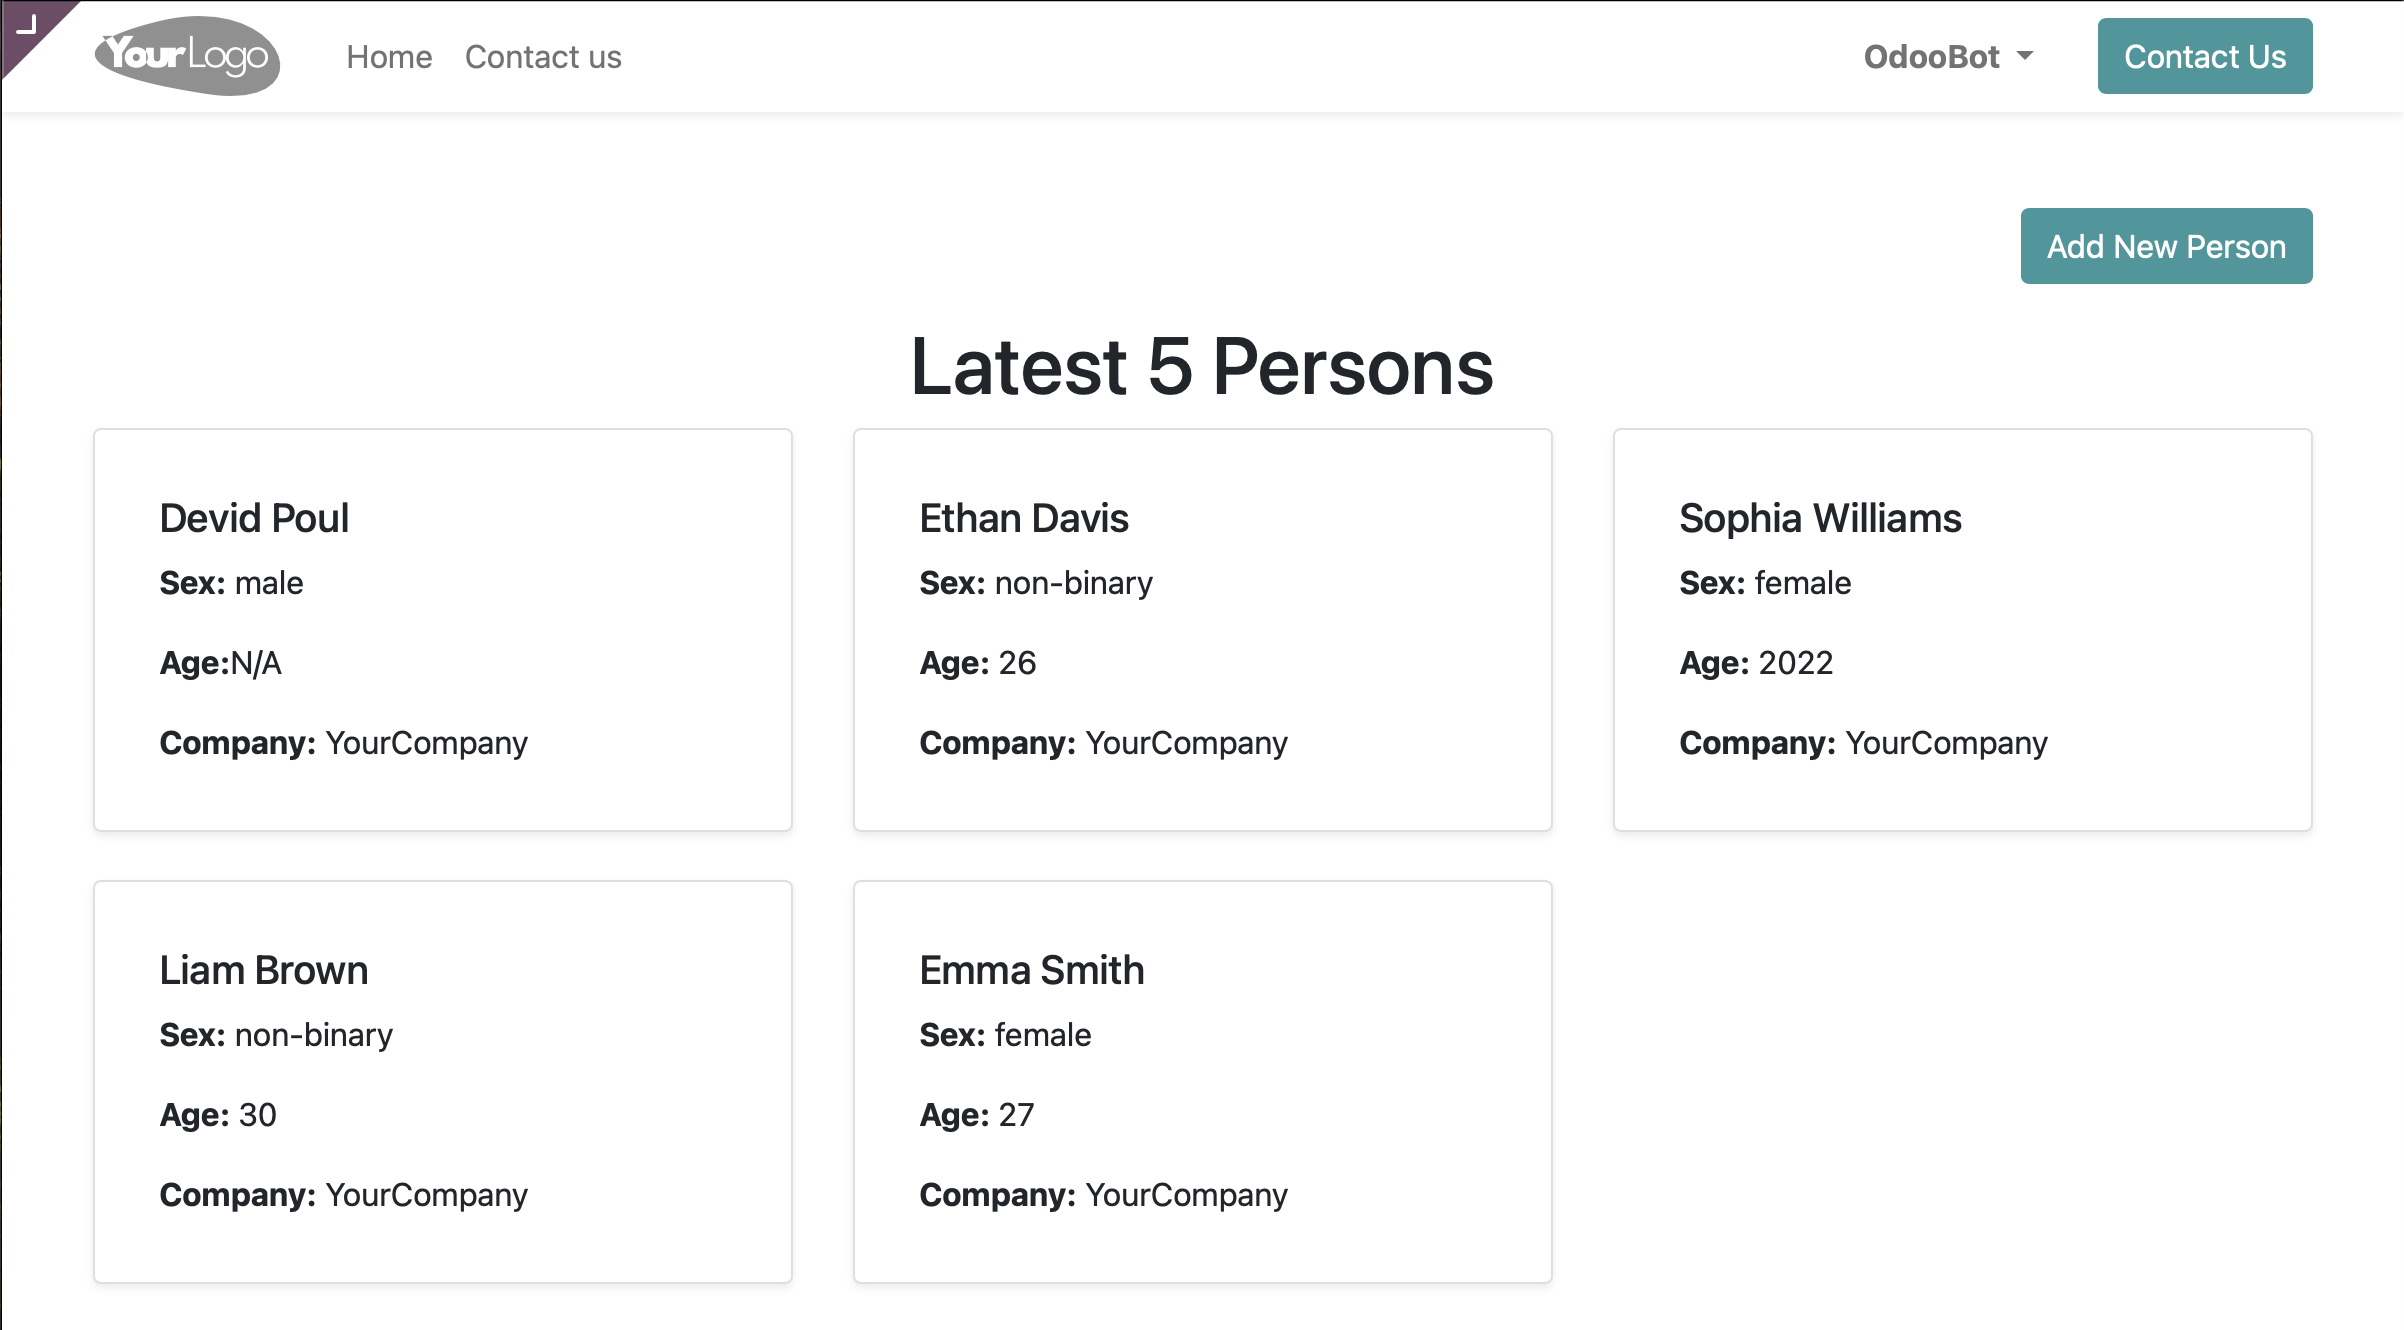 YourLogo Home Contact us OdooBot Contact Us
Add New Person
Latest 5 Persons
Devid Poul
Sex: male
Age:N/A
Company: YourCompany
Ethan Davis
Sex: non-binary
Age: 26
Company: YourCompany
Sophia Williams
Sex: female
Age: 2022
Company: YourCompany
Liam Brown
Sex: non-binary
Age: 30
Company: YourCompany
Emma Smith
Sex: female
Age: 27
Company: YourCompany